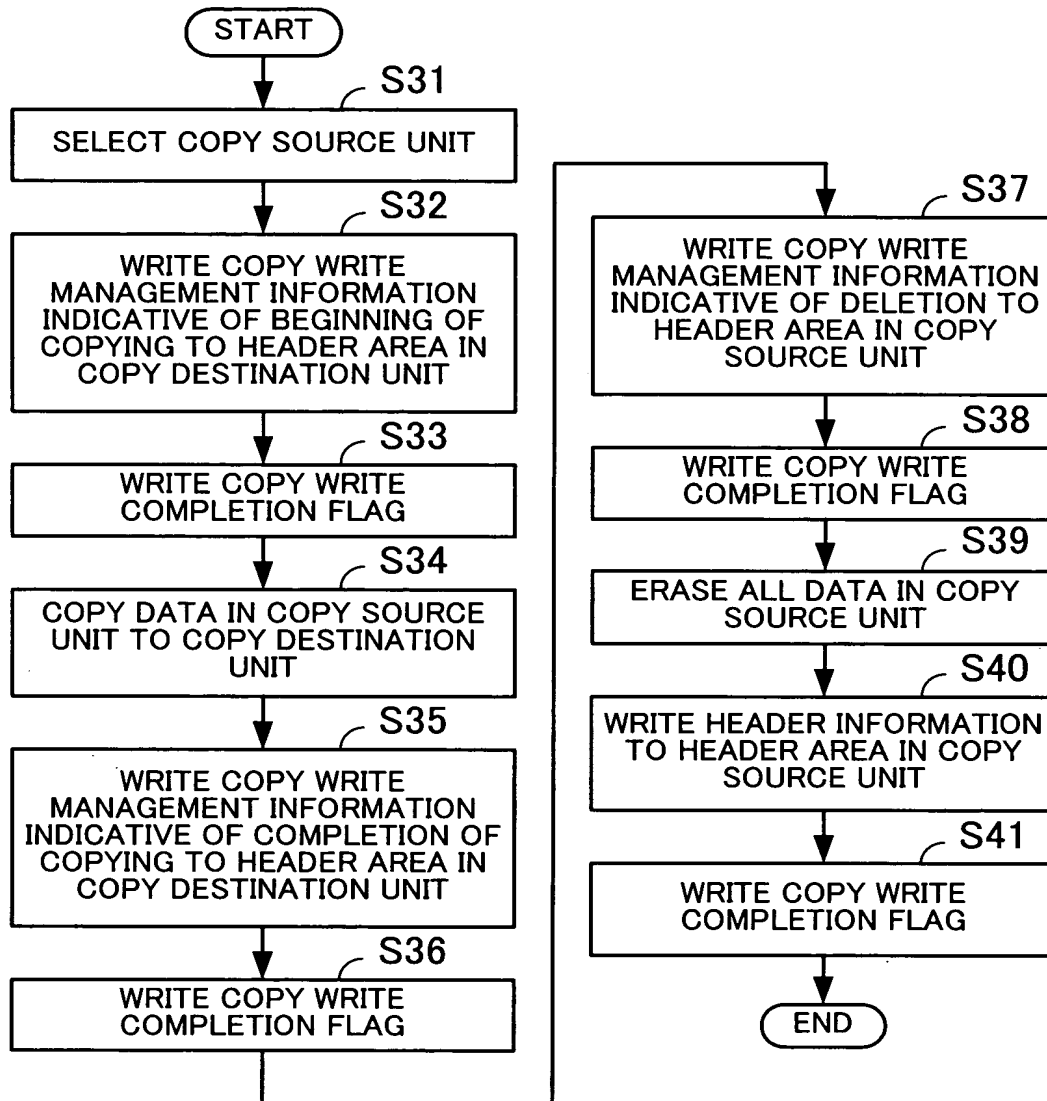 START
S31
SELECT COPY SOURCE UNIT
S32
WRITE COPY WRITE
MANAGEMENT INFORMATION
INDICATIVE OF BEGINNING OF
COPYING TO HEADER AREA IN
COPY DESTINATION UNIT
S33
WRITE COPY WRITE
COMPLETION FLAG
S34
COPY DATA IN COPY SOURCE
UNIT TO COPY DESTINATION
UNIT
S35
WRITE COPY WRITE
MANAGEMENT INFORMATION
INDICATIVE OF COMPLETION OF
COPYING TO HEADER AREA IN
COPY DESTINATION UNIT
S36
WRITE COPY WRITE
COMPLETION FLAG
S37
WRITE COPY WRITE
MANAGEMENT INFORMATION
INDICATIVE OF DELETION TO
HEADER AREA IN COPY
SOURCE UNIT
S38
WRITE COPY WRITE
COMPLETION FLAG
S39
ERASE ALL DATA IN COPY
SOURCE UNIT
S40
WRITE HEADER INFORMATION
TO HEADER AREA IN COPY
SOURCE UNIT
S41
WRITE COPY WRITE
COMPLETION FLAG
END